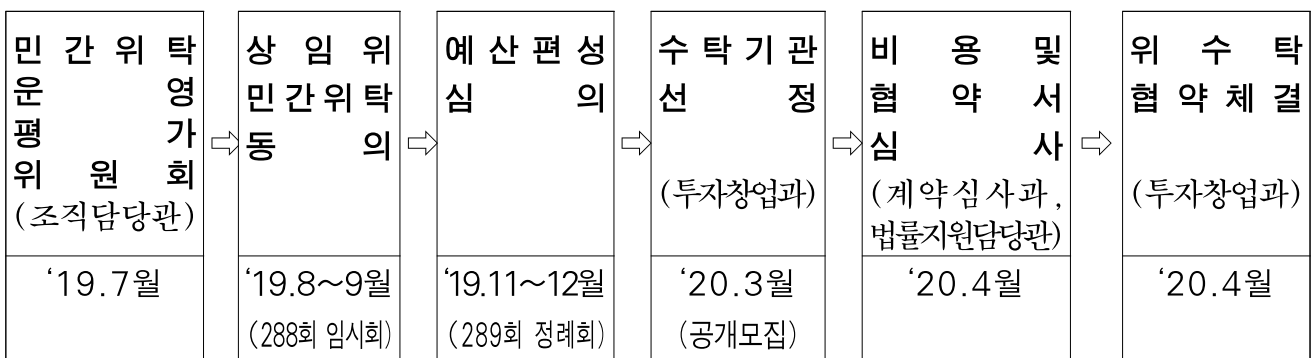 민간위탁
운영
평가
위원회
(조직담당관)
'19.7월
⇨
상임위
민간위탁
동의
'19.8~9월
(288회 임시회)
⇨
예산편성
심의
'19.11~12월
(289회 정례회)
⇨
수탁기관
선정
(투자창업과)
'20.3월
(공개모집)
⇨
비용및
협약서
심사
(계약심사과,
법률지원담당관)
'20.4월
⇨
위수탁
협약체결
(투자창업과)
'20.4월